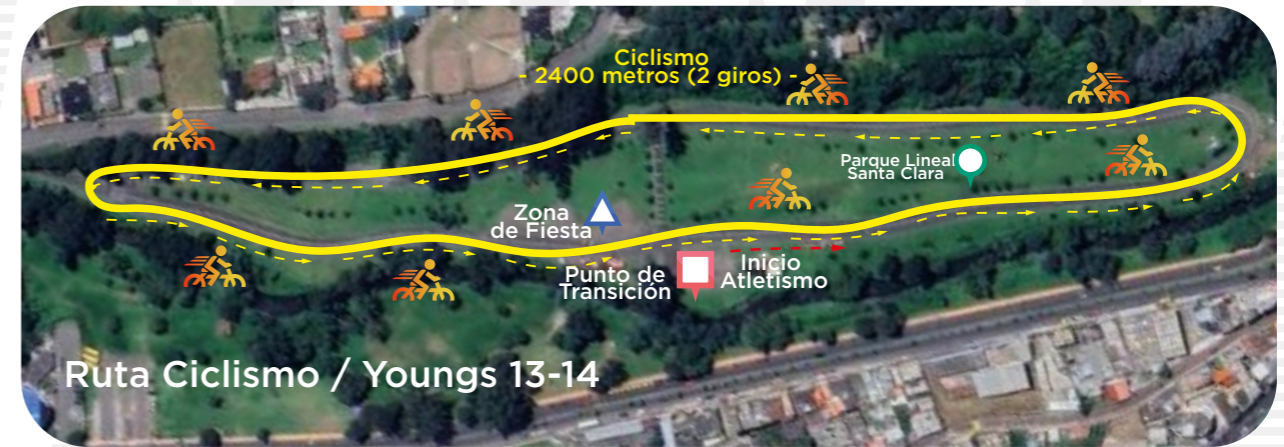 Ciclismo
- 2400 metros (2 giros) -
Parque Lineal
Santa Clara
Zona
de Fiesta
Punto de
Transición
Inicio
Atletismo
Ruta Ciclismo / Youngs 13-14